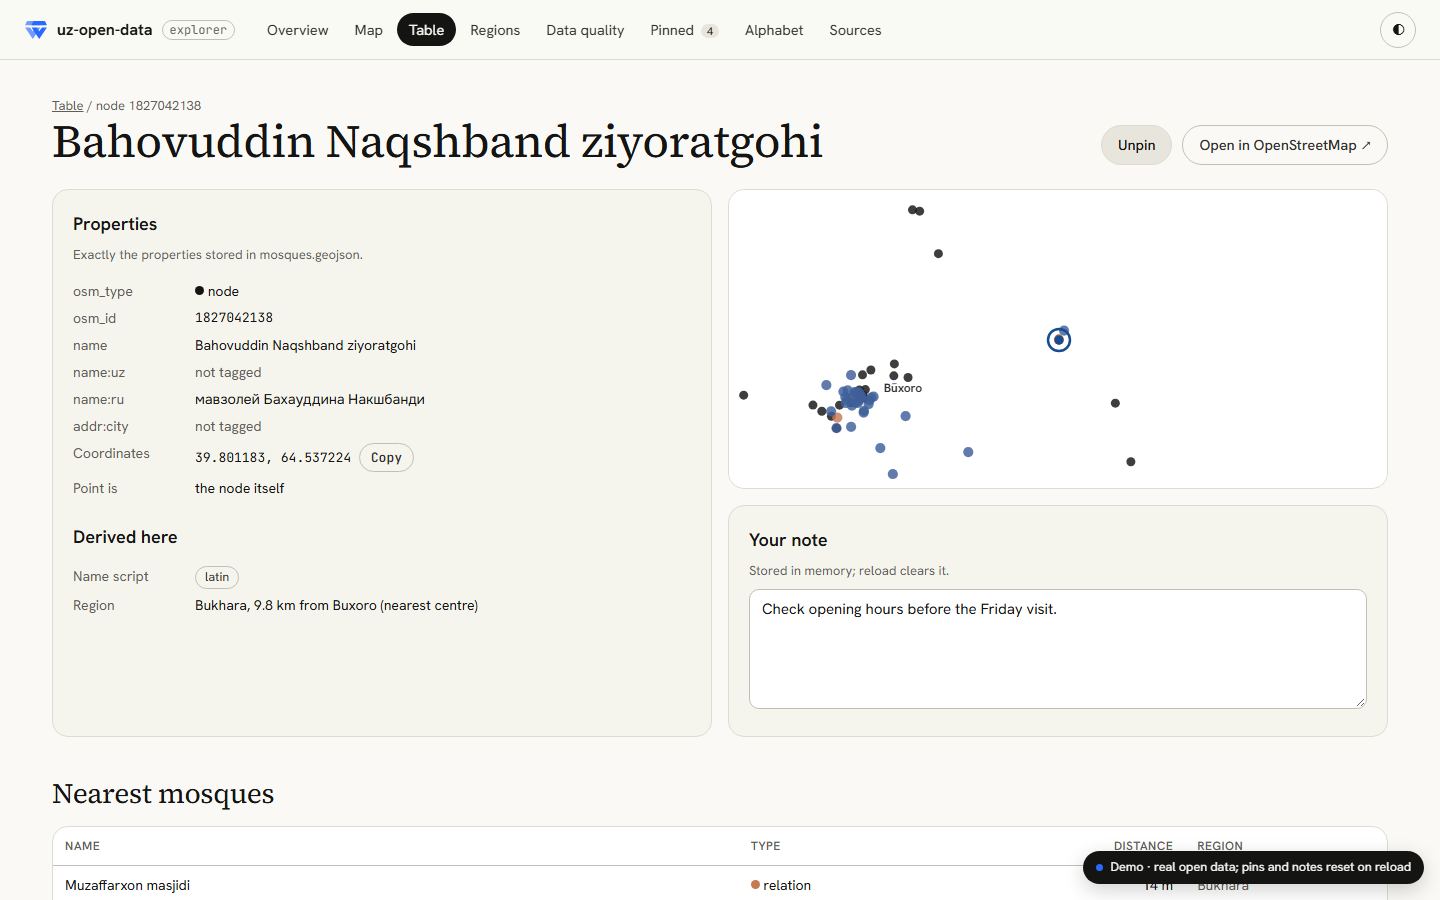 uz-open-data explorer Overview Map Table Regions Data quality Pinned 4 Alphabet Sources
Table / node 1827042138
Bahovuddin Naqshband ziyoratgohi
Unpin Open in OpenStreetMap ↗
Properties
Exactly the properties stored in mosques.geojson.
osm_type node
osm_id 1827042138
name Bahovuddin Naqshband ziyoratgohi
name:uz not tagged
name:ru мавзолей Бахауддина Накшбанди
addr:city not tagged
Coordinates 39.801183, 64.537224 Copy
Point is the node itself
Derived here
Name script latin
Region Bukhara, 9.8 km from Buxoro (nearest centre)
Buxoro
Your note
Stored in memory; reload clears it.
Check opening hours before the Friday visit.
Nearest mosques
NAME TYPE DISTANCE REGION
Muzaffarxon masjidi relation 14 m Bukhara
Demo · real open data; pins and notes reset on reload